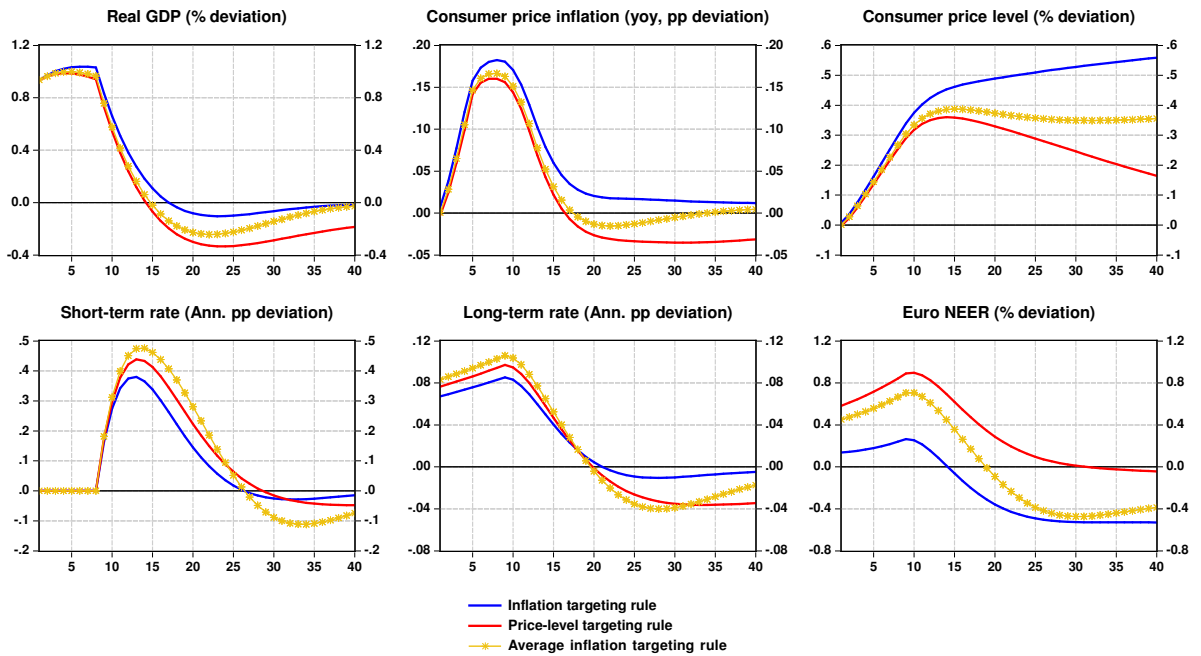 Real GDP (% deviation)
1.2 1.2
0.8 0.8
0.4 0.4
0.0 0.0
-0.4 -0.4
5 10 15 20 25 30 35 40
Consumer price inflation (yoy, pp deviation)
.20 .20
.15 .15
.10 .10
.05 .05
.00 .00
-.05 -.05
5 10 15 20 25 30 35 40
Consumer price level (% deviation)
.6 .6
.5 .5
.4 .4
.3 .3
.2 .2
.1 .1
.0 .0
-.1 -.1
5 10 15 20 25 30 35 40
Short-term rate (Ann. pp deviation)
.5 .5
.4 .4
.3 .3
.2 .2
.1 .1
.0 .0
-.1 -.1
-.2 -.2
5 10 15 20 25 30 35 40
Long-term rate (Ann. pp deviation)
.12 .12
.08 .08
.04 .04
.00 .00
-.04 -.04
-.08 -.08
5 10 15 20 25 30 35 40
Euro NEER (% deviation)
1.2 1.2
0.8 0.8
0.4 0.4
0.0 0.0
-0.4 -0.4
-0.8 -0.8
5 10 15 20 25 30 35 40
Inflation targeting rule
Price-level targeting rule
Average inflation targeting rule